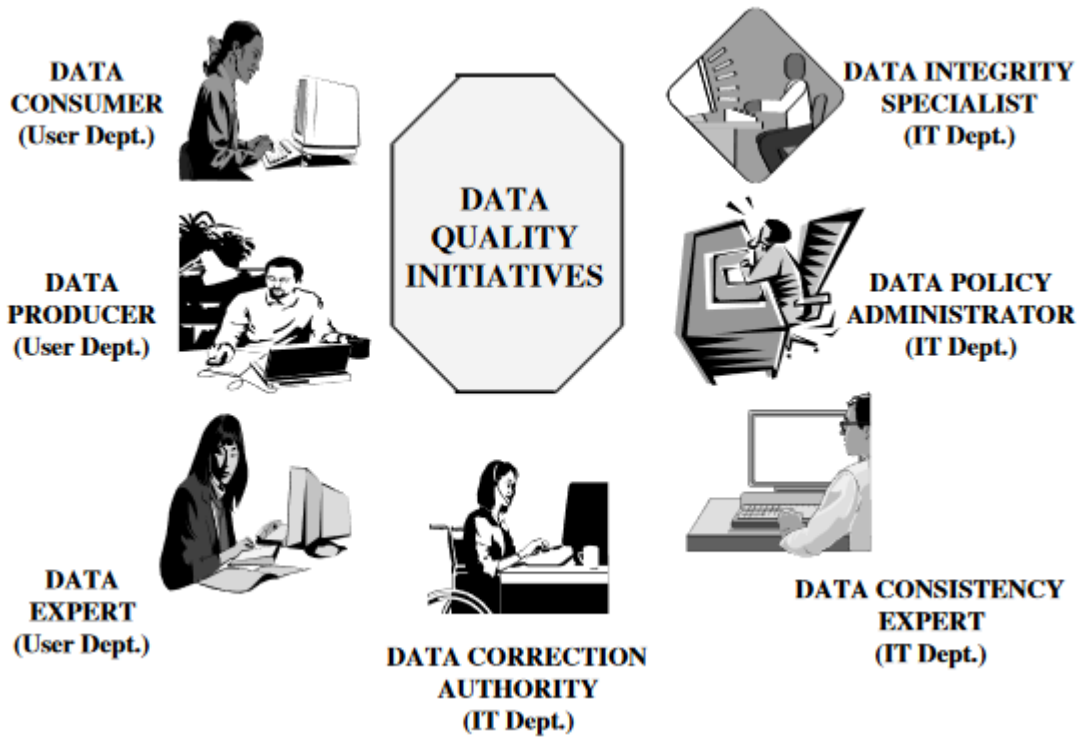 DATA
CONSUMER
(User Dept.)
DATA INTEGRITY
SPECIALIST
(IT Dept.)
DATA
QUALITY
INITIATIVES
DATA
PRODUCER
(User Dept.)
DATA POLICY
ADMINISTRATOR
(IT Dept.)
DATA
EXPERT
(User Dept.)
DATA CORRECTION
AUTHORITY
(IT Dept.)
DATA CONSISTENCY
EXPERT
(IT Dept.)